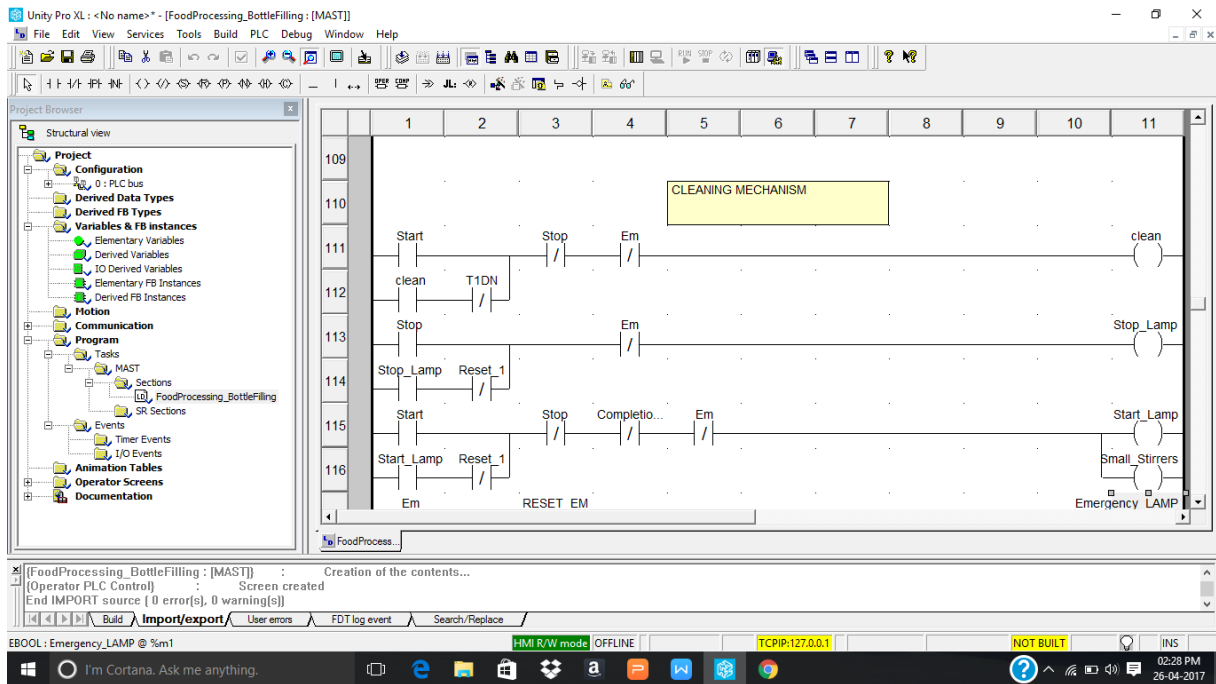 Unity Pro XL : <No name>* - [FoodProcessing_BottleFilling : [MAST]]
File Edit View Services Tools Build PLC Debug Window Help
Project Browser
Structural view
Project
Configuration
0 : PLC bus
Derived Data Types
Derived FB Types
Variables & FB instances
Elementary Variables
Derived Variables
IO Derived Variables
Elementary FB Instances
Derived FB Instances
Motion
Communication
Program
Tasks
MAST
Sections
FoodProcessing_BottleFilling
SR Sections
Events
Timer Events
I/O Events
Animation Tables
Operator Screens
Documentation
1 2 3 4 5 6 7 8 9 10 11
109
110 CLEANING MECHANISM
Start Stop Em clean
111
clean T1DN
112
Stop Em Stop_Lamp
113
Stop_Lamp Reset_1
114
Start Stop Completio... Em Start_Lamp
115
Start_Lamp Reset_1 Small_Stirrers
116
Em RESET_EM Emergency_LAMP
FoodProcess...
{FoodProcessing_BottleFilling : [MAST]} : Creation of the contents...
{Operator PLC Control} : Screen created
End IMPORT source ( 0 error(s), 0 warning(s)]
Build Import/export User errors FDT log event Search/Replace
EBOOL : Emergency_LAMP @ %m1 HMI R/W mode OFFLINE TCPIP:127.0.0.1 NOT BUILT INS
I'm Cortana. Ask me anything.
02:28 PM
26-04-2017